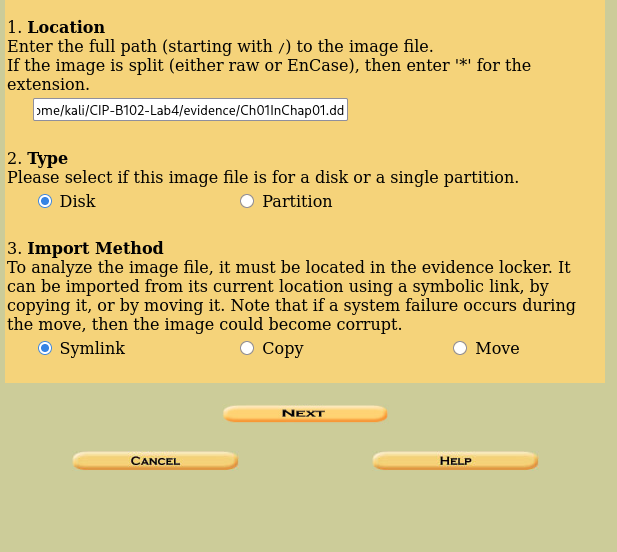 1. Location
Enter the full path (starting with /) to the image file.
If the image is split (either raw or EnCase), then enter '*' for the
extension.
ome/kali/CIP-B102-Lab4/evidence/Ch01InChap01.dd
2. Type
Please select if this image file is for a disk or a single partition.
Disk Partition
3. Import Method
To analyze the image file, it must be located in the evidence locker. It
can be imported from its current location using a symbolic link, by
copying it, or by moving it. Note that if a system failure occurs during
the move, then the image could become corrupt.
Symlink Copy Move
NEXT
CANCEL HELP